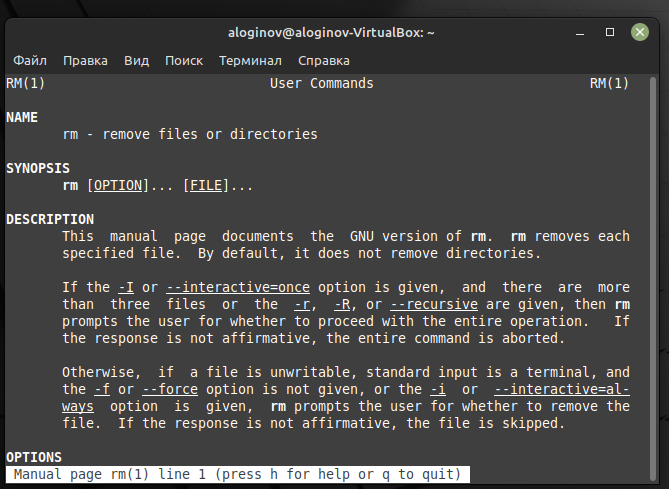 aloginov@aloginov-VirtualBox: ~
Файл Правка Вид Поиск Терминал Справка
RM(1) User Commands RM(1)
NAME
rm - remove files or directories
SYNOPSIS
rm [OPTION]... [FILE]...
DESCRIPTION
This manual page documents the GNU version of rm. rm removes each
specified file. By default, it does not remove directories.
If the -I or --interactive=once option is given, and there are more
than three files or the -r, -R, or --recursive are given, then rm
prompts the user for whether to proceed with the entire operation. If
the response is not affirmative, the entire command is aborted.
Otherwise, if a file is unwritable, standard input is a terminal, and
the -f or --force option is not given, or the -i or --interactive=al-
ways option is given, rm prompts the user for whether to remove the
file. If the response is not affirmative, the file is skipped.
OPTIONS
Manual page rm(1) line 1 (press h for help or q to quit)